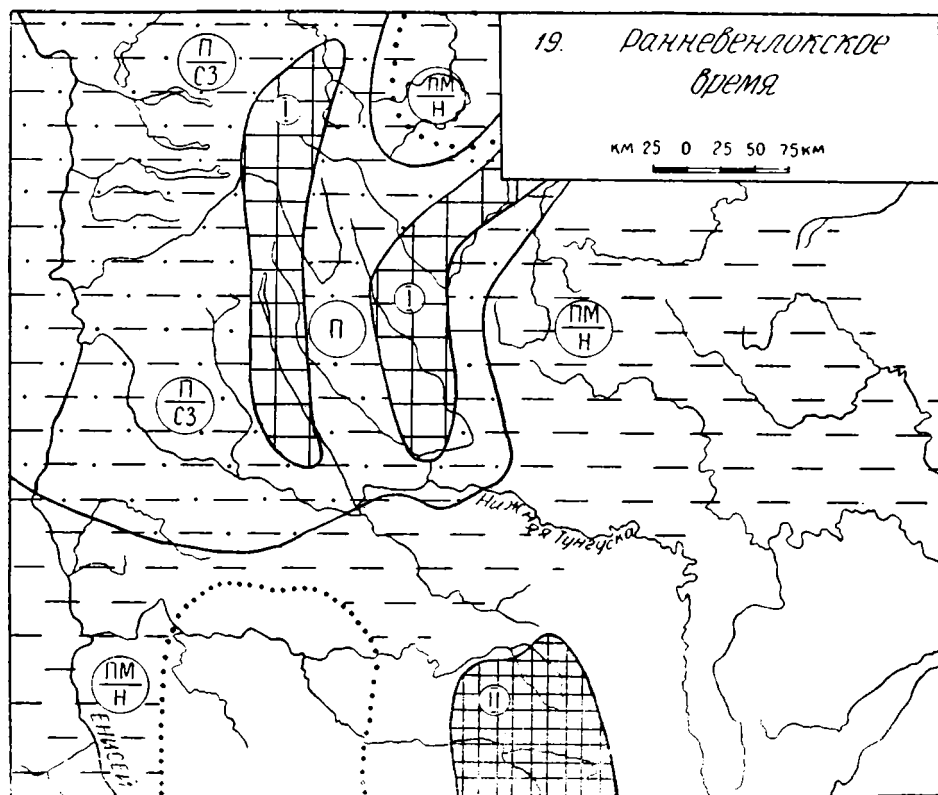 19. Ранневенлокское
время
км 25 0 25 50 75км
П
СЗ
I
ПМ
Н
I
П
ПМ
Н
П
СЗ
Нижняя Тунгуска
ПМ
Н
II
ЕНИСЕЙ